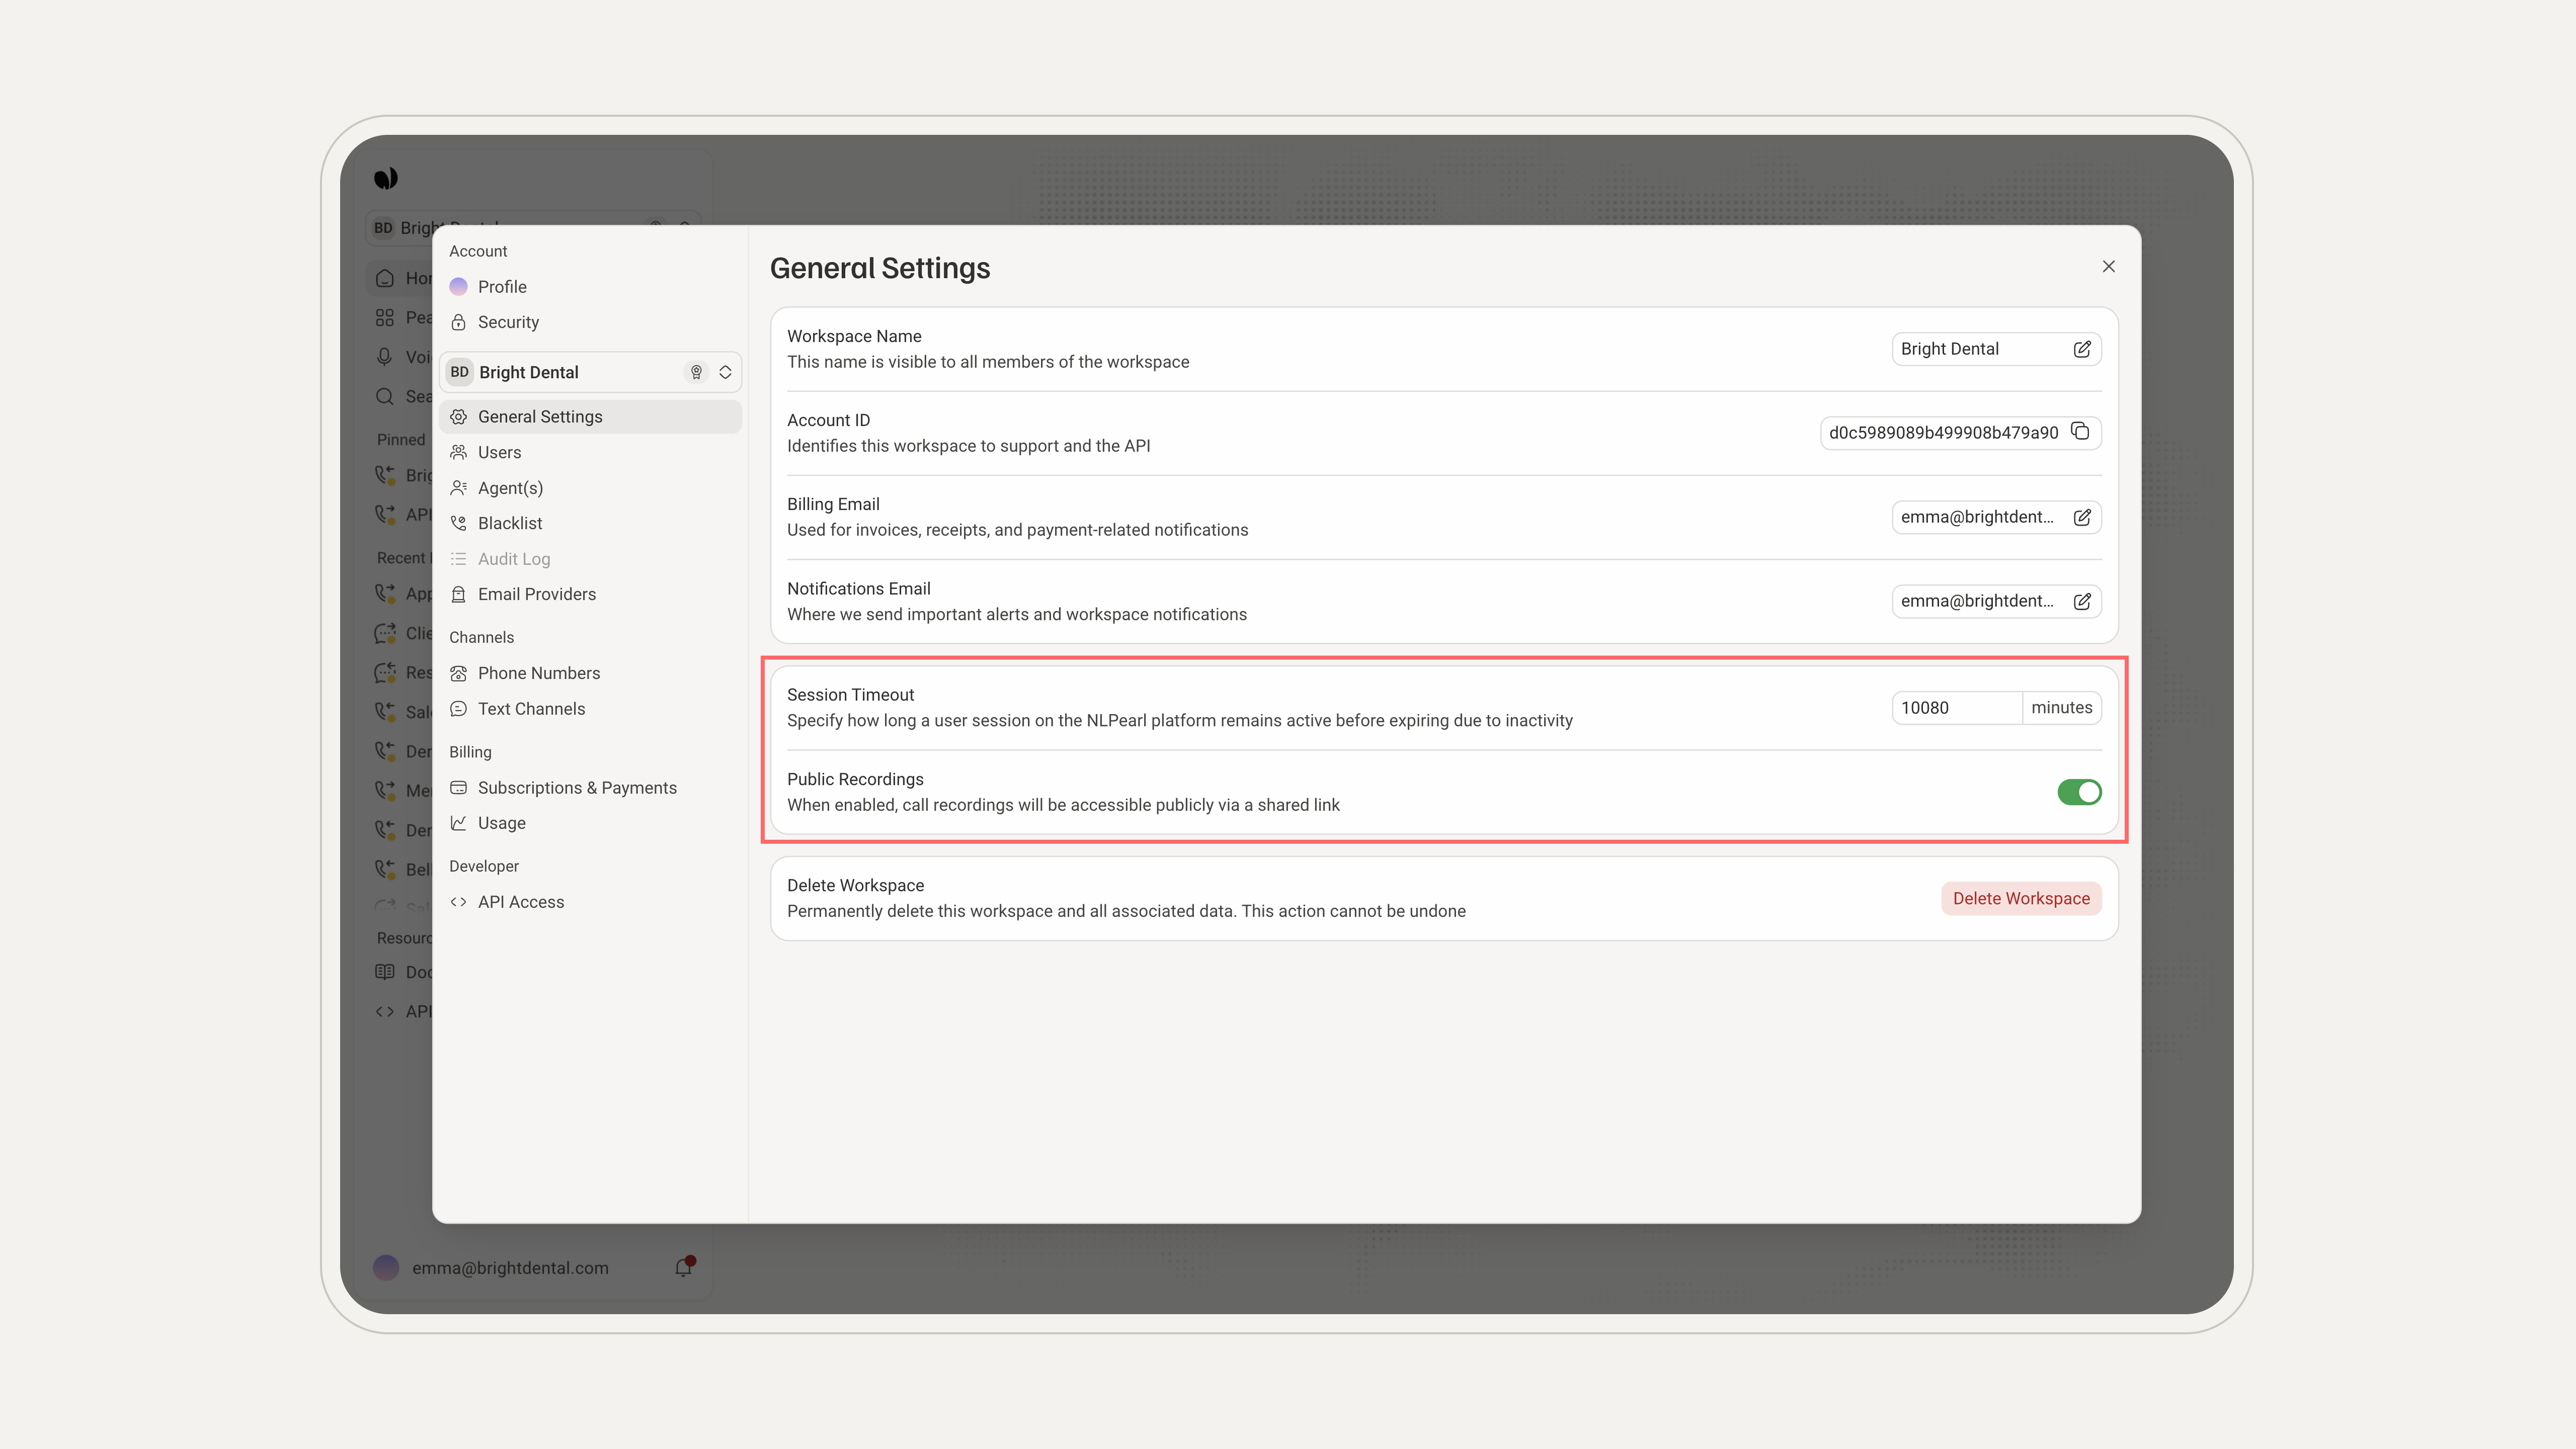 BD
Pinned
Recent
emma@brightdental.com
Account
Profile
Security
BD Bright Dental
General Settings
Users
Agent(s)
Blacklist
Audit Log
Email Providers
Channels
Phone Numbers
Text Channels
Billing
Subscriptions & Payments
Usage
Developer
API Access
General Settings
Workspace Name
This name is visible to all members of the workspace
Bright Dental
Account ID
Identifies this workspace to support and the API
d0c5989089b499908b479a90
Billing Email
Used for invoices, receipts, and payment-related notifications
emma@brightdent...
Notifications Email
Where we send important alerts and workspace notifications
emma@brightdent...
Session Timeout
Specify how long a user session on the NLPearl platform remains active before expiring due to inactivity
10080 minutes
Public Recordings
When enabled, call recordings will be accessible publicly via a shared link
Delete Workspace
Permanently delete this workspace and all associated data. This action cannot be undone
Delete Workspace